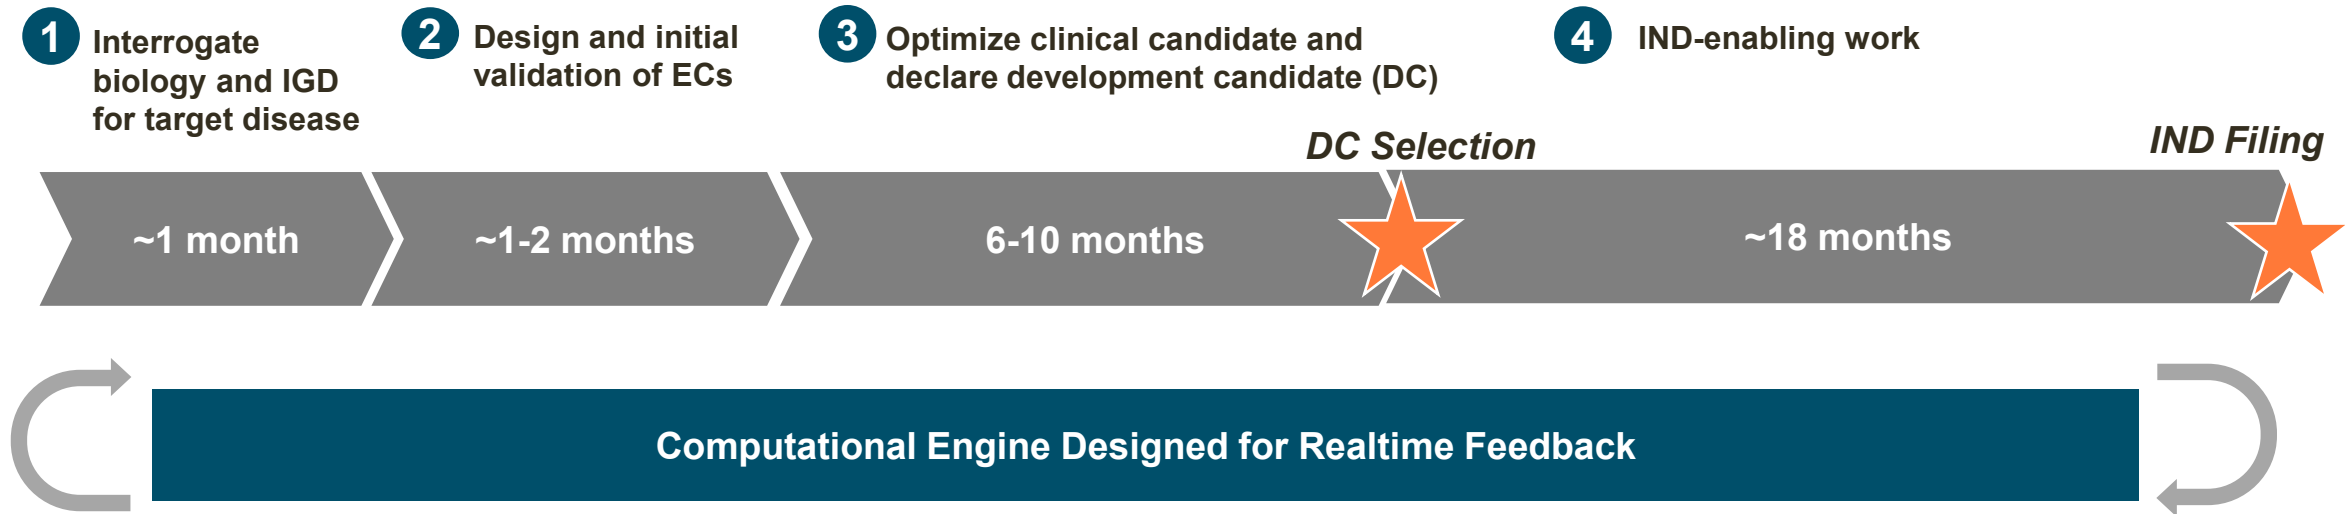 1
Interrogate
biology and IGD
for target disease
2
Design and initial
validation of ECs
3
Optimize clinical candidate and
declare development candidate (DC)
4
IND-enabling work
DC Selection
IND Filing
~1 month
~1-2 months
6-10 months
~18 months
Computational Engine Designed for Realtime Feedback